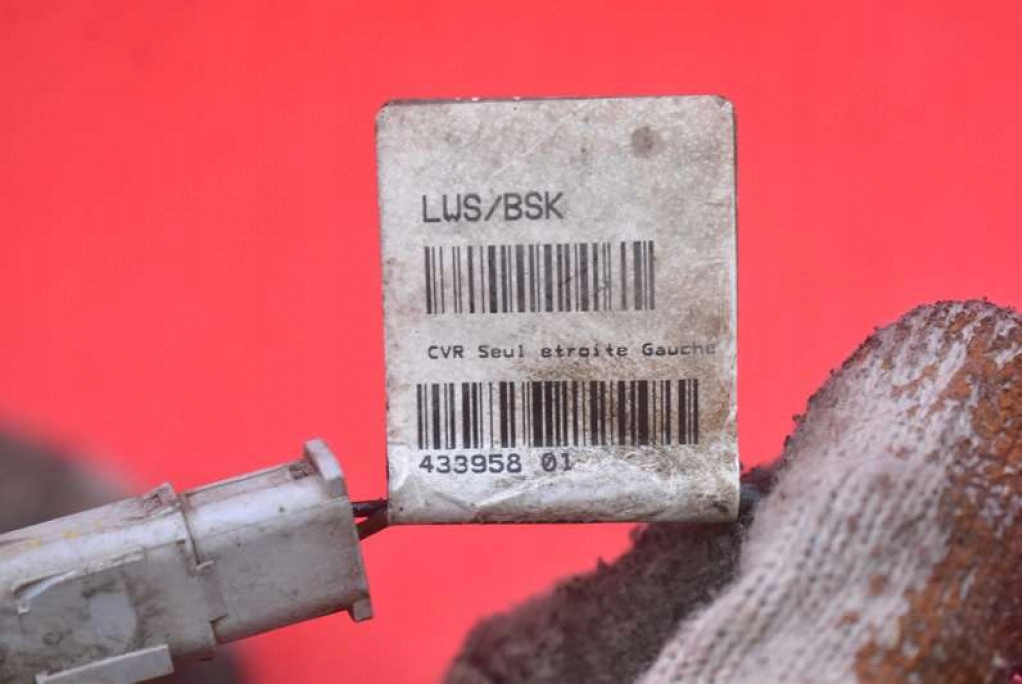 LWS/BSK
CVR Seul etroite Gauche
433958 01